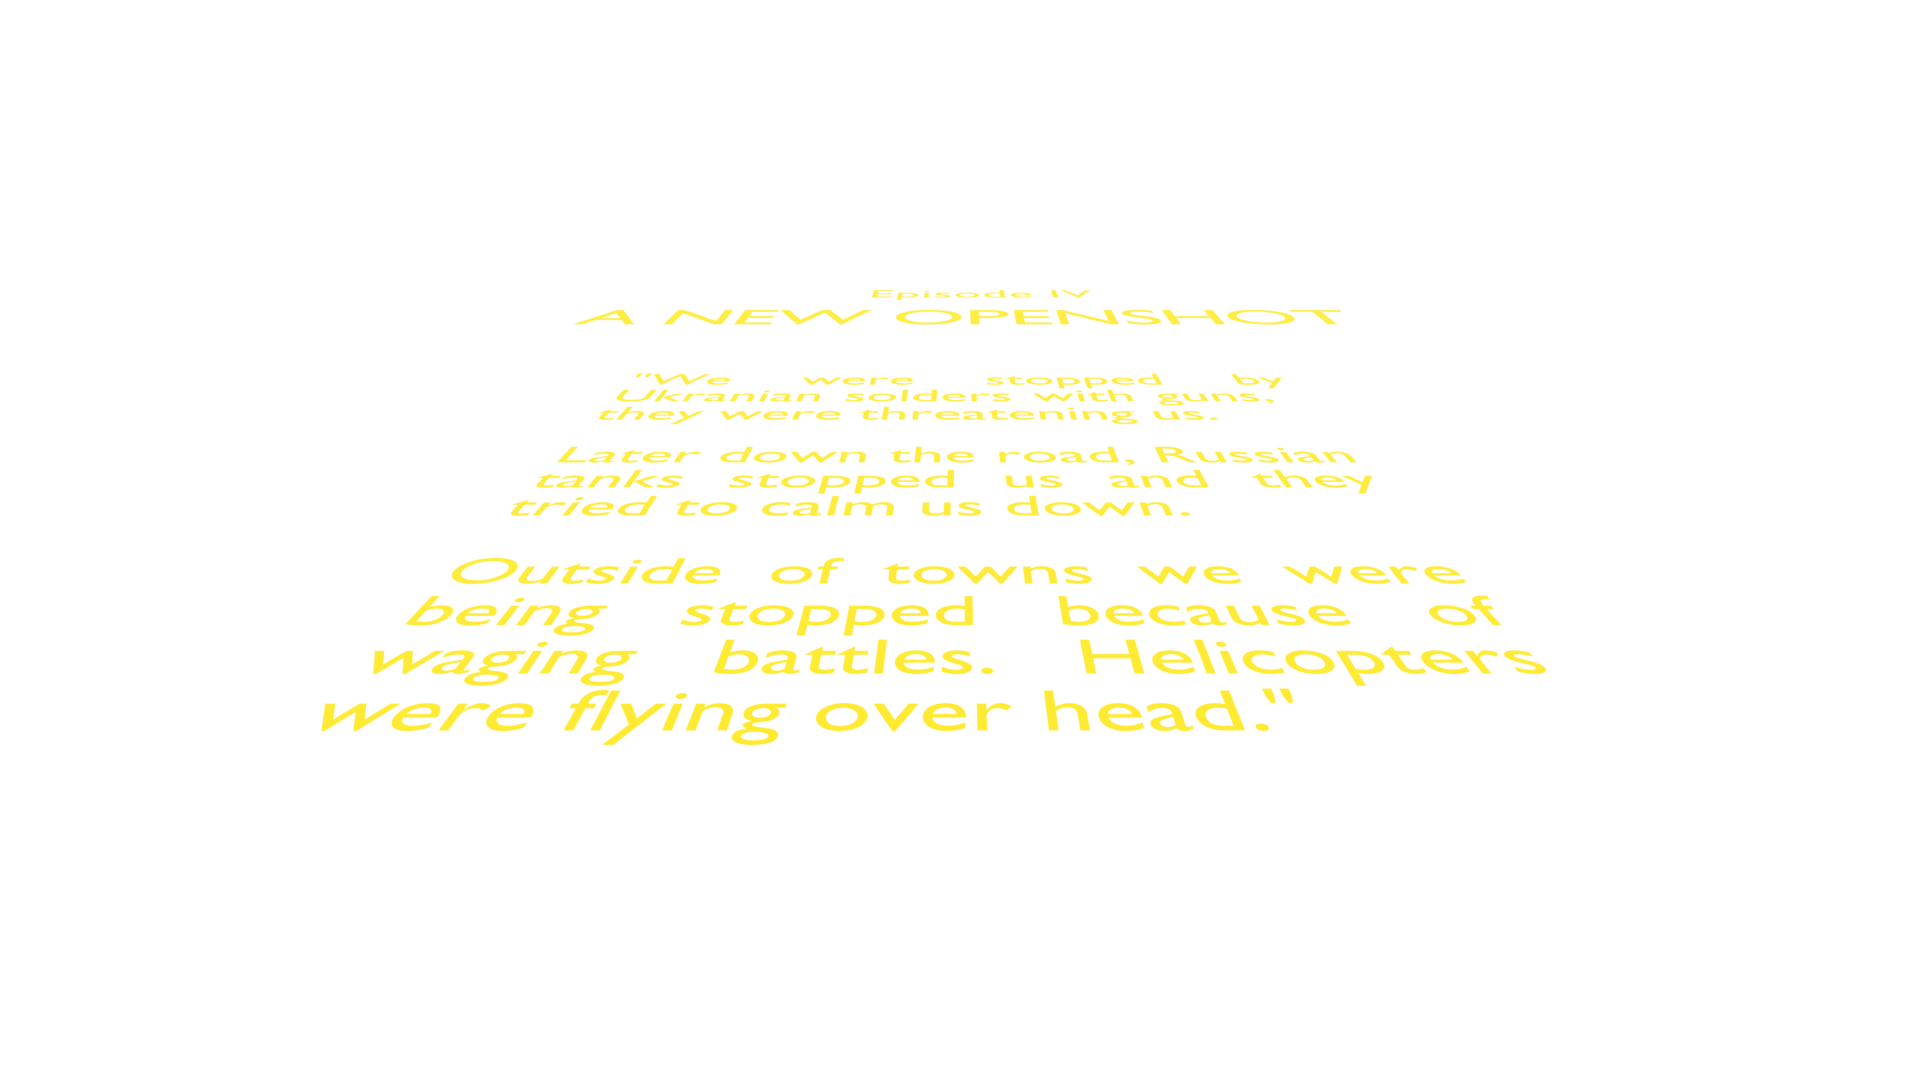 Episode IV
A NEW OPENSHOT
"We were stopped by
Ukranian solders with guns,
they were threatening us.
Later down the road, Russian
tanks stopped us and they
tried to calm us down.
Outside of towns we were
being stopped because of
waging battles. Helicopters
were flying over head."